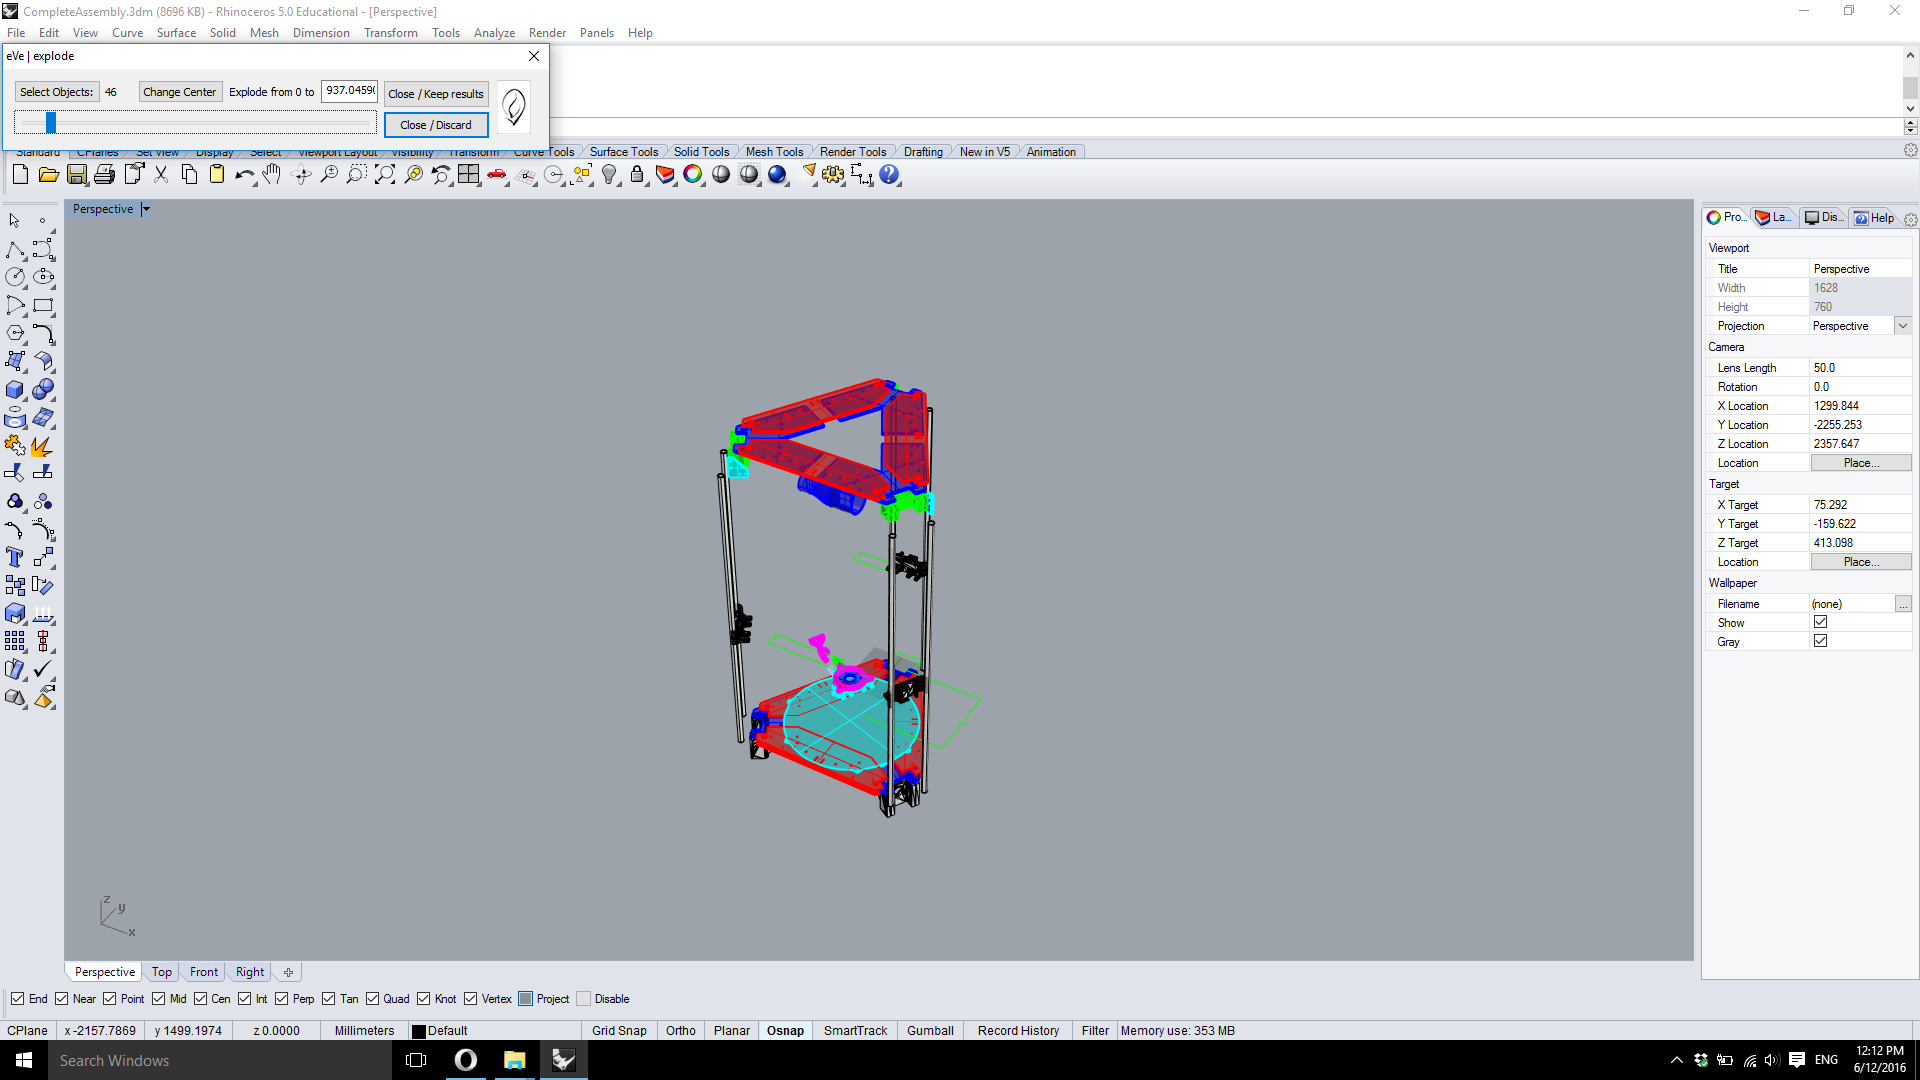 CompleteAssembly.3dm (8696 KB) - Rhinoceros 5.0 Educational - [Perspective]
File Edit View Curve Surface Solid Mesh Dimension Transform Tools Analyze Render Panels Help
eVe | explode
Select Objects: 46 Change Center Explode from 0 to 937.0459 Close / Keep results
Close / Discard
Standard CPlanes Set View Display Select Viewport Layout Visibility Transform Curve Tools Surface Tools Solid Tools Mesh Tools Render Tools Drafting New in V5 Animation
Perspective
Pro... La... Dis... Help
Viewport
Title Perspective
Width 1628
Height 760
Projection Perspective
Camera
Lens Length 50.0
Rotation 0.0
X Location 1299.844
Y Location -2255.253
Z Location 2357.647
Location Place...
Target
X Target 75.292
Y Target -159.622
Z Target 413.098
Location Place...
Wallpaper
Filename (none) ...
Show
Gray
z
y
x
Perspective Top Front Right
End Near Point Mid Cen Int Perp Tan Quad Knot Vertex Project Disable
CPlane x -2157.7869 y 1499.1974 z 0.0000 Millimeters Default Grid Snap Ortho Planar Osnap SmartTrack Gumball Record History Filter Memory use: 353 MB
Search Windows
ENG
12:12 PM
6/12/2016